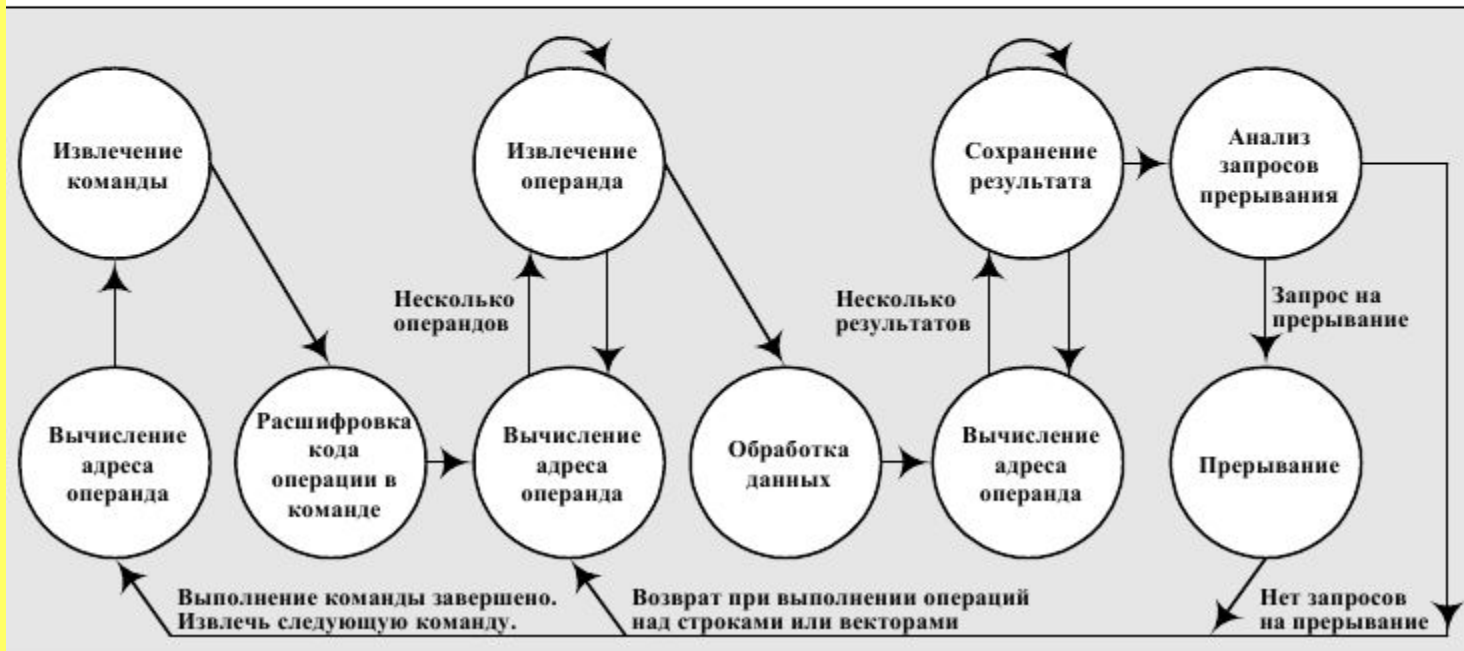 Извлечение
команды
Извлечение
операнда
Сохранение
результата
Анализ
запросов
прерывания
Несколько
операндов
Несколько
результатов
Запрос на
прерывание
Вычисление
адреса
операнда
Расшифровка
кода
операции в
команде
Вычисление
адреса
операнда
Обработка
данных
Вычисление
адреса
операнда
Прерывание
Выполнение команды завершено.
Извлечь следующую команду.
Возврат при выполнении операций
над строками или векторами
Нет запросов
на прерывание